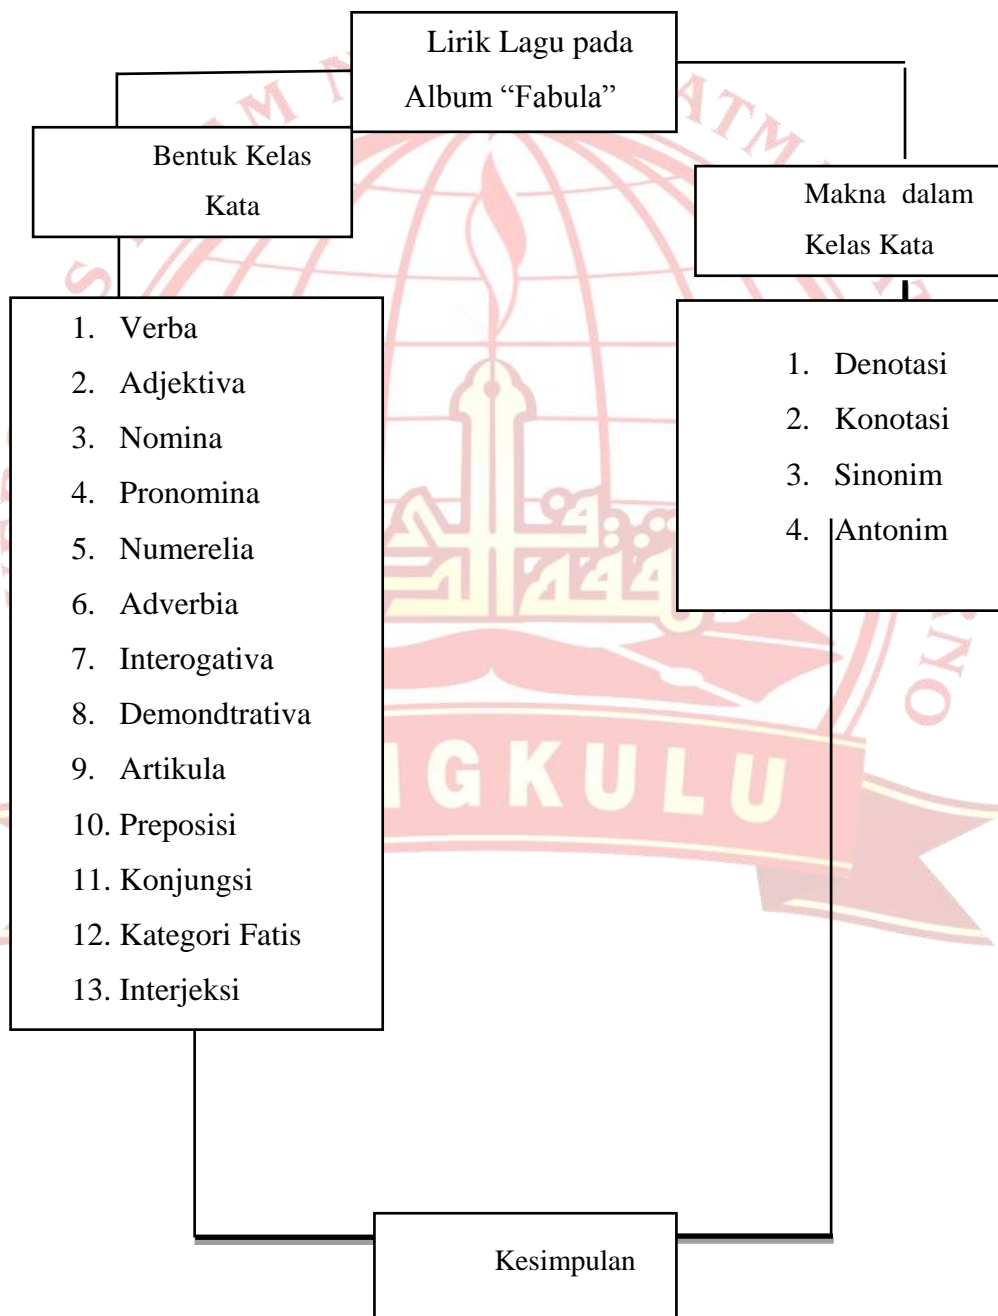 Lirik Lagu pada
Album “Fabula”
Bentuk Kelas
Kata
Makna dalam
Kelas Kata
1. Verba
2. Adjektiva
3. Nomina
4. Pronomina
5. Numerelia
6. Adverbia
7. Interogativa
8. Demondtrativa
9. Artikula
10. Preposisi
11. Konjungsi
12. Kategori Fatis
13. Interjeksi
1. Denotasi
2. Konotasi
3. Sinonim
4. Antonim
Kesimpulan
GKULU